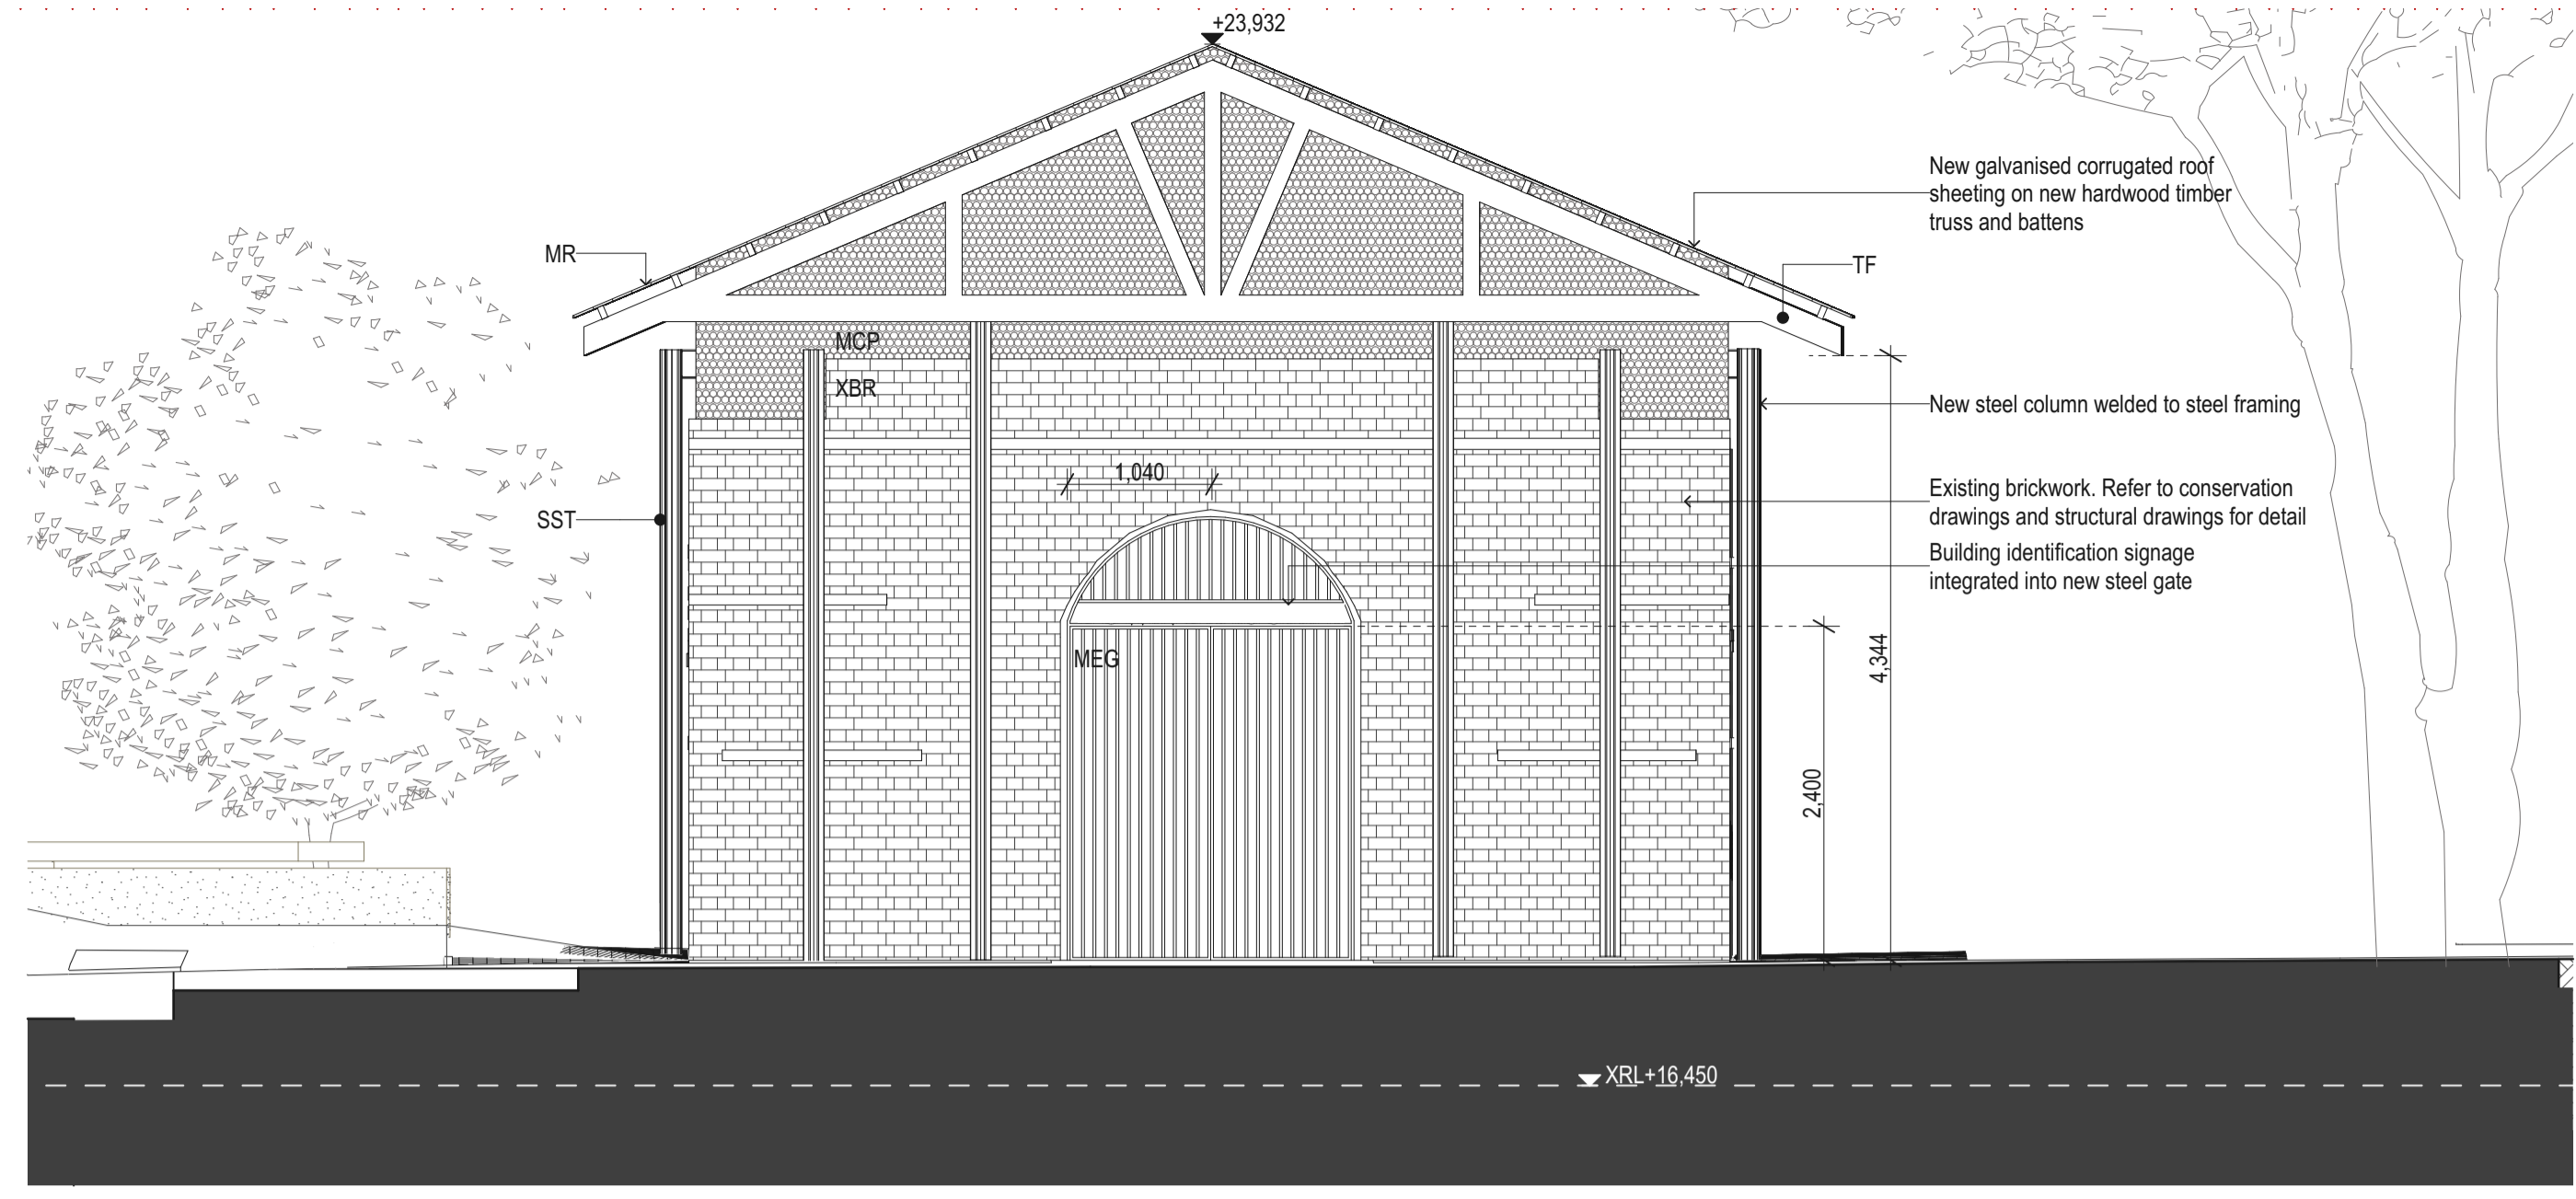 +23,932
New galvanised corrugated roof
sheeting on new hardwood timber
truss and battens
MR
TF
MCP
XBR
New steel column welded to steel framing
1,040
Existing brickwork. Refer to conservation
drawings and structural drawings for detail
SST
Building identification signage
integrated into new steel gate
MEG
4,344
2,400
XRL+16,450